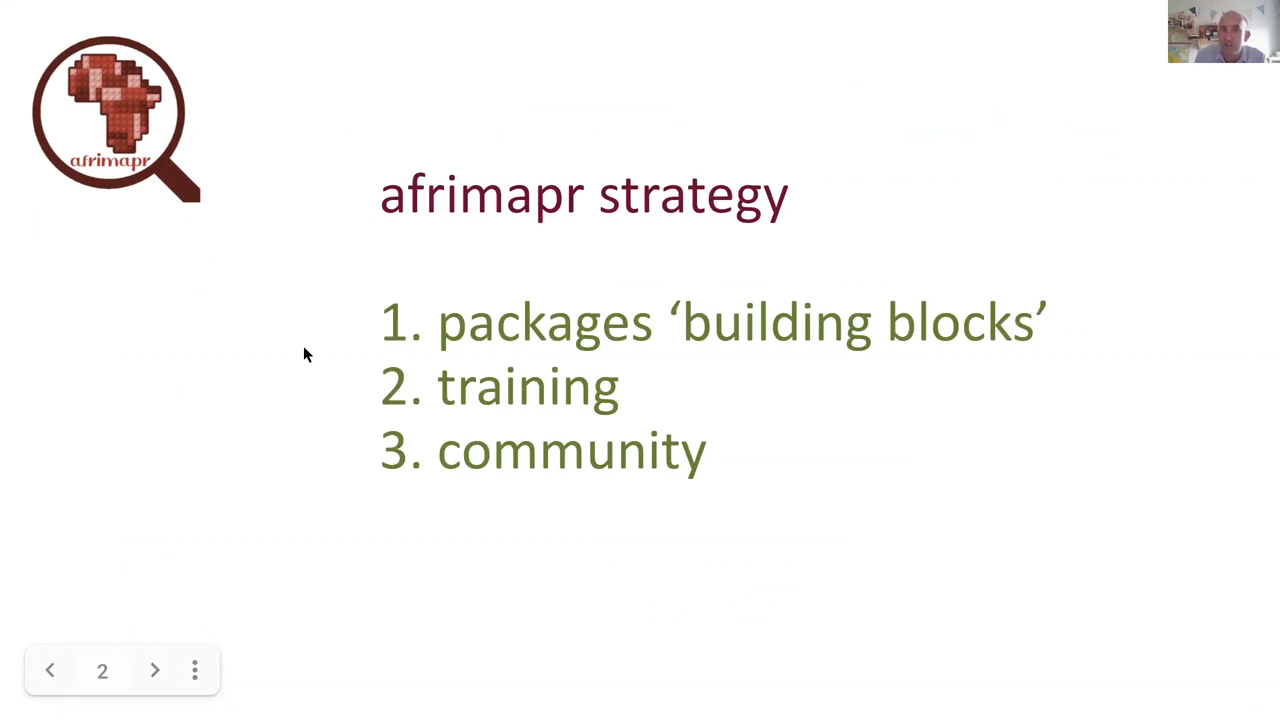 afrimapr
afrimapr strategy
1. packages ‘building blocks’
2. training
3. community
2